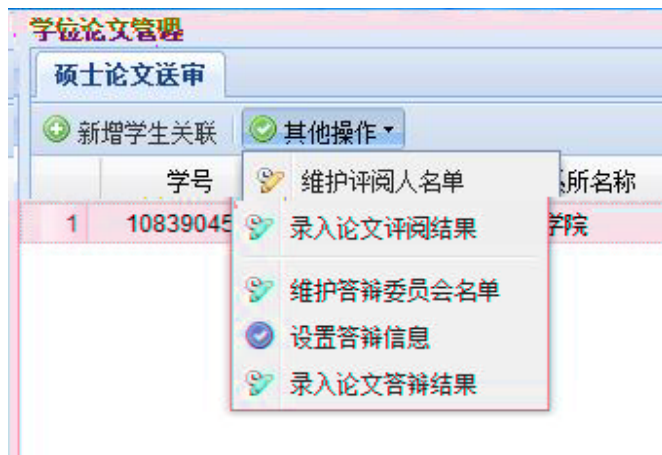 学位论文管理
硕士论文送审
新增学生关联 其他操作
学号 所名称
维护评阅人名单
1 10839045 学院
录入论文评阅结果
维护答辩委员会名单
设置答辩信息
录入论文答辩结果